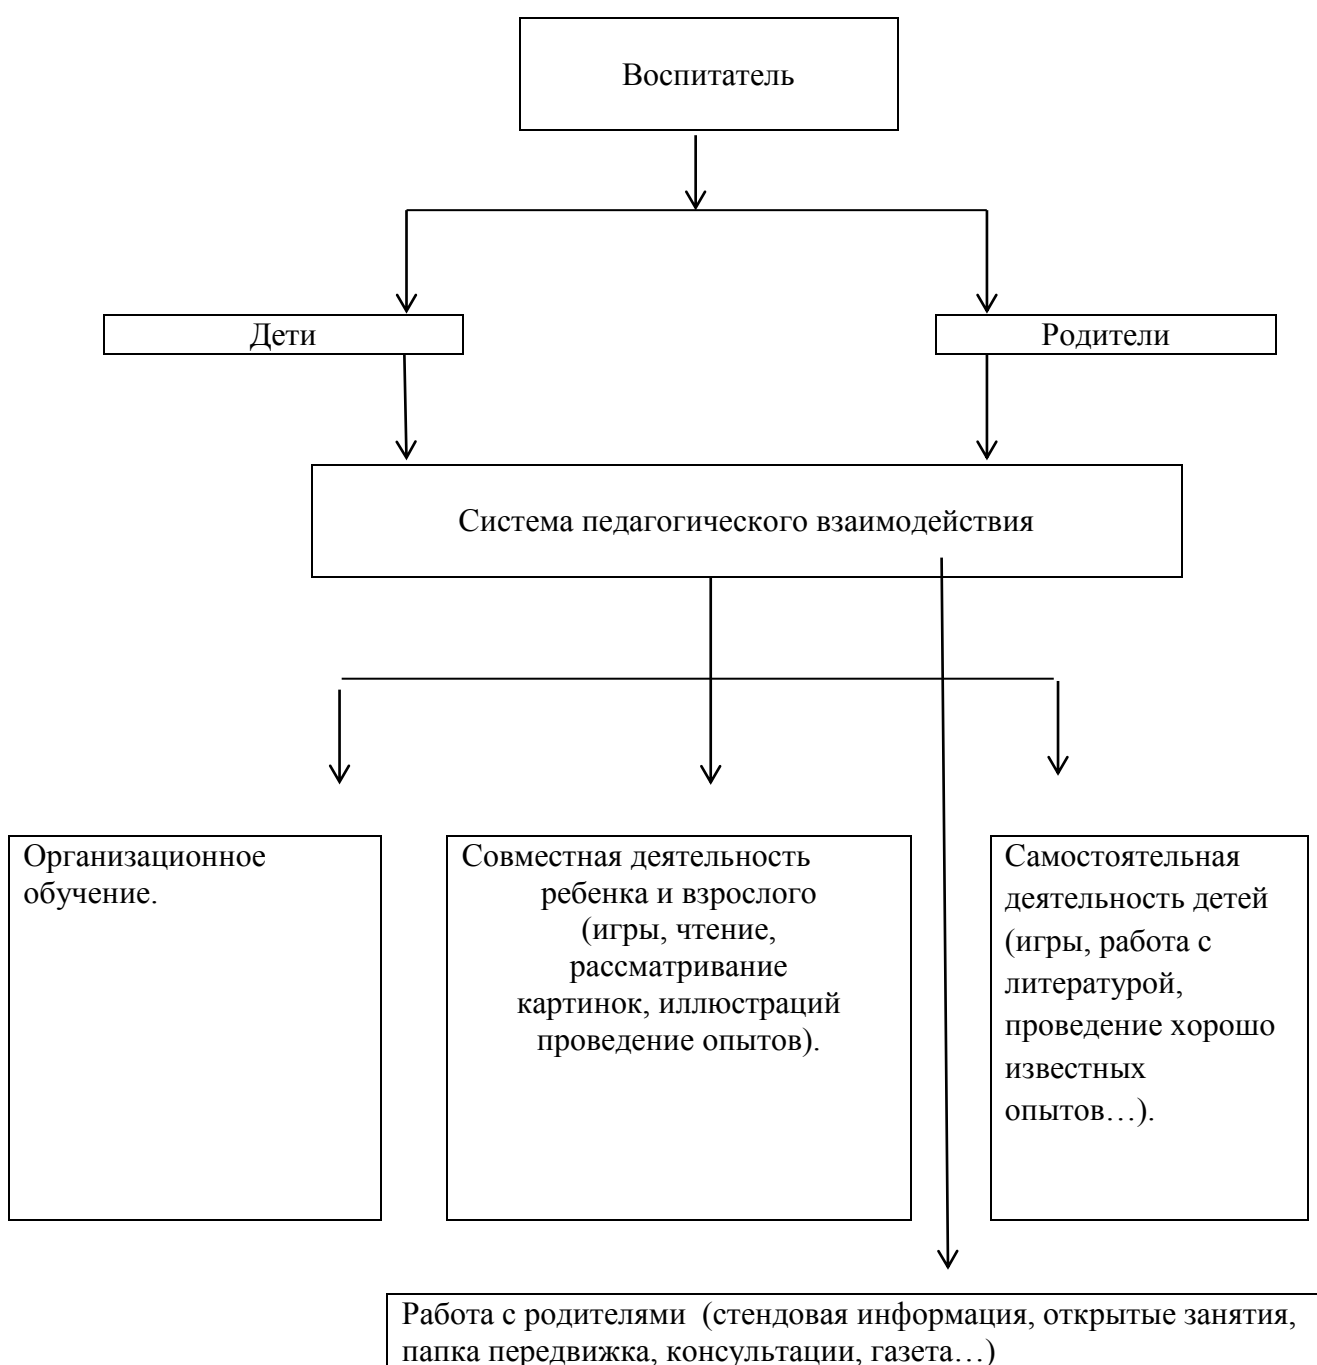 Воспитатель
Дети
Родители
Система педагогического взаимодействия
Организационное
обучение.
Совместная деятельность
ребенка и взрослого
(игры, чтение,
рассматривание
картинок, иллюстраций
проведение опытов).
Самостоятельная
деятельность детей
(игры, работа с
литературой,
проведение хорошо
известных
опытов…).
Работа с родителями  (стендовая информация, открытые занятия,
папка передвижка, консультации, газета…)